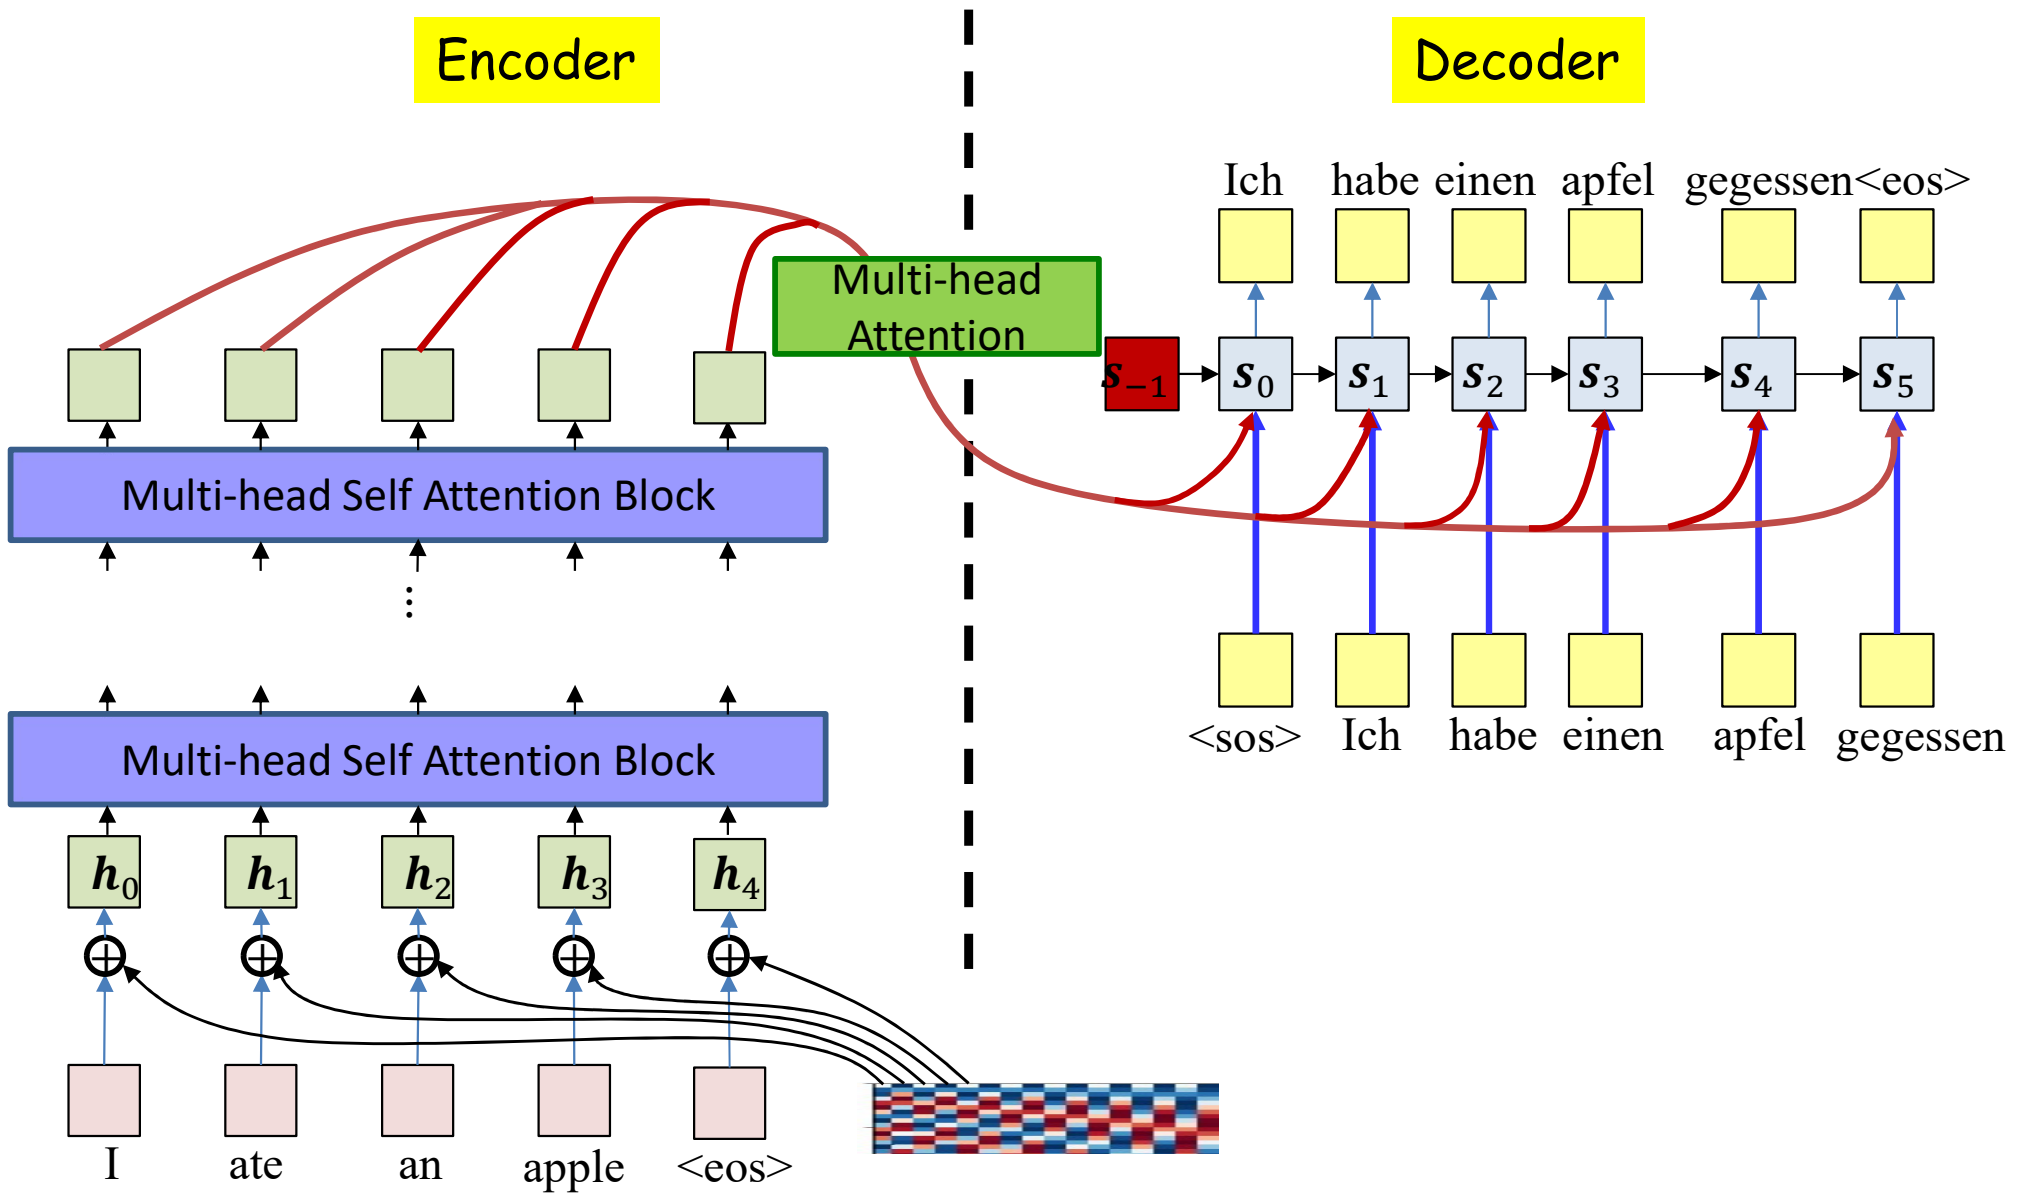 Encoder
Decoder
Ich habe einen apfel gegessen <eos>
Multi-head
Attention
s₋₁ s₀ s₁ s₂ s₃ s₄ s₅
Multi-head Self Attention Block
⋮
<sos> Ich habe einen apfel gegessen
Multi-head Self Attention Block
h₀ h₁ h₂ h₃ h₄
I ate an apple <eos>